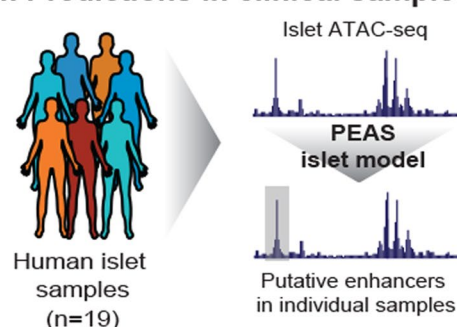 Islet ATAC-seq
PEAS
islet model
Human islet
samples
(n=19)
Putative enhancers
in individual samples